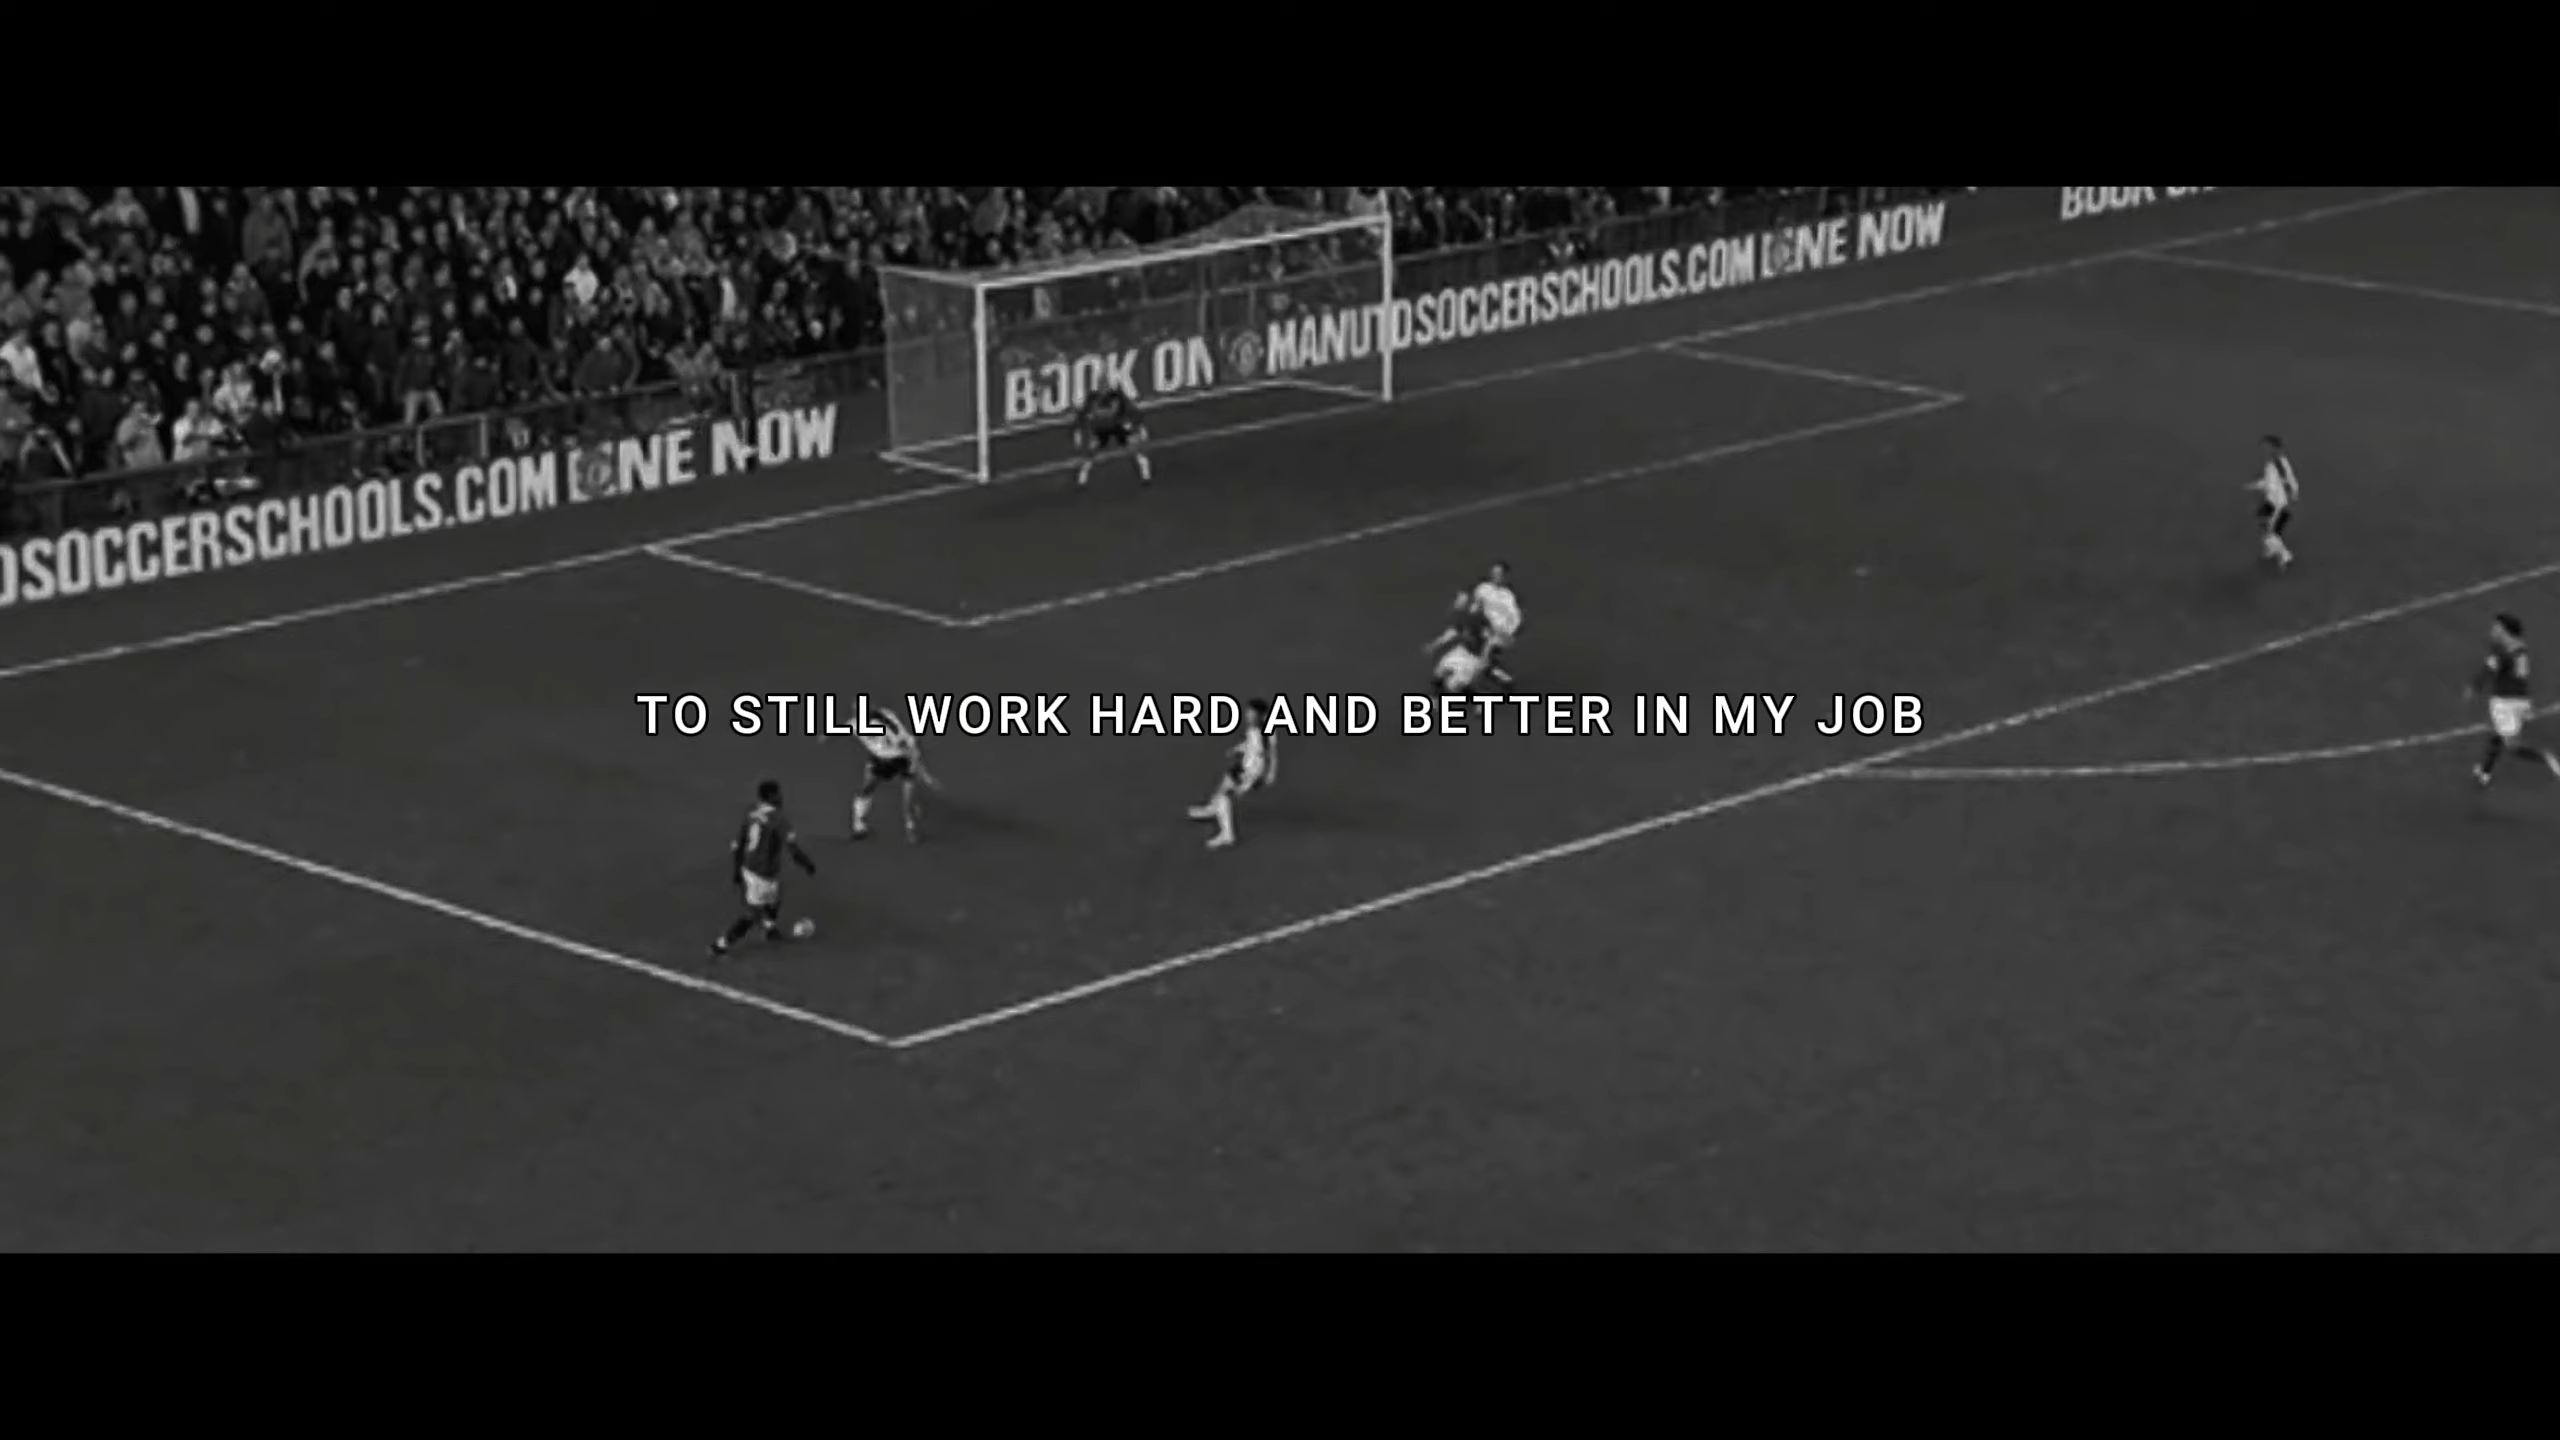 BOOK ON
MANUTDSOCCERSCHOOLS.COM
NE NOW
DSOCCERSCHOOLS.COM
NE NOW
BOOK
TO STILL WORK HARD AND BETTER IN MY JOB